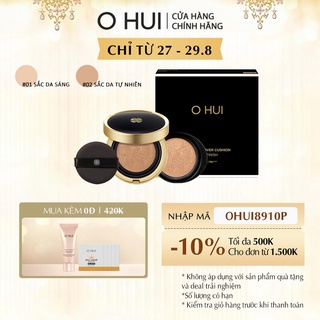 O HUI
CỬA HÀNG
CHÍNH HÃNG
CHỈ TỪ 27 - 29.8
#01 SẮC DA SÁNG
#02 SẮC DA TỰ NHIÊN
O HUI
VER CUSHION
MUA KÈM 0Đ 420K
O HUI
NHẬP MÃ OHUI8910P
-10% Tối đa 500K
Cho đơn từ 1.500K
* Không áp dụng với sản phẩm quà tặng
và deal trải nghiệm
*Số lượng có hạn
* Kiểm tra giỏ hàng trước khi thanh toán